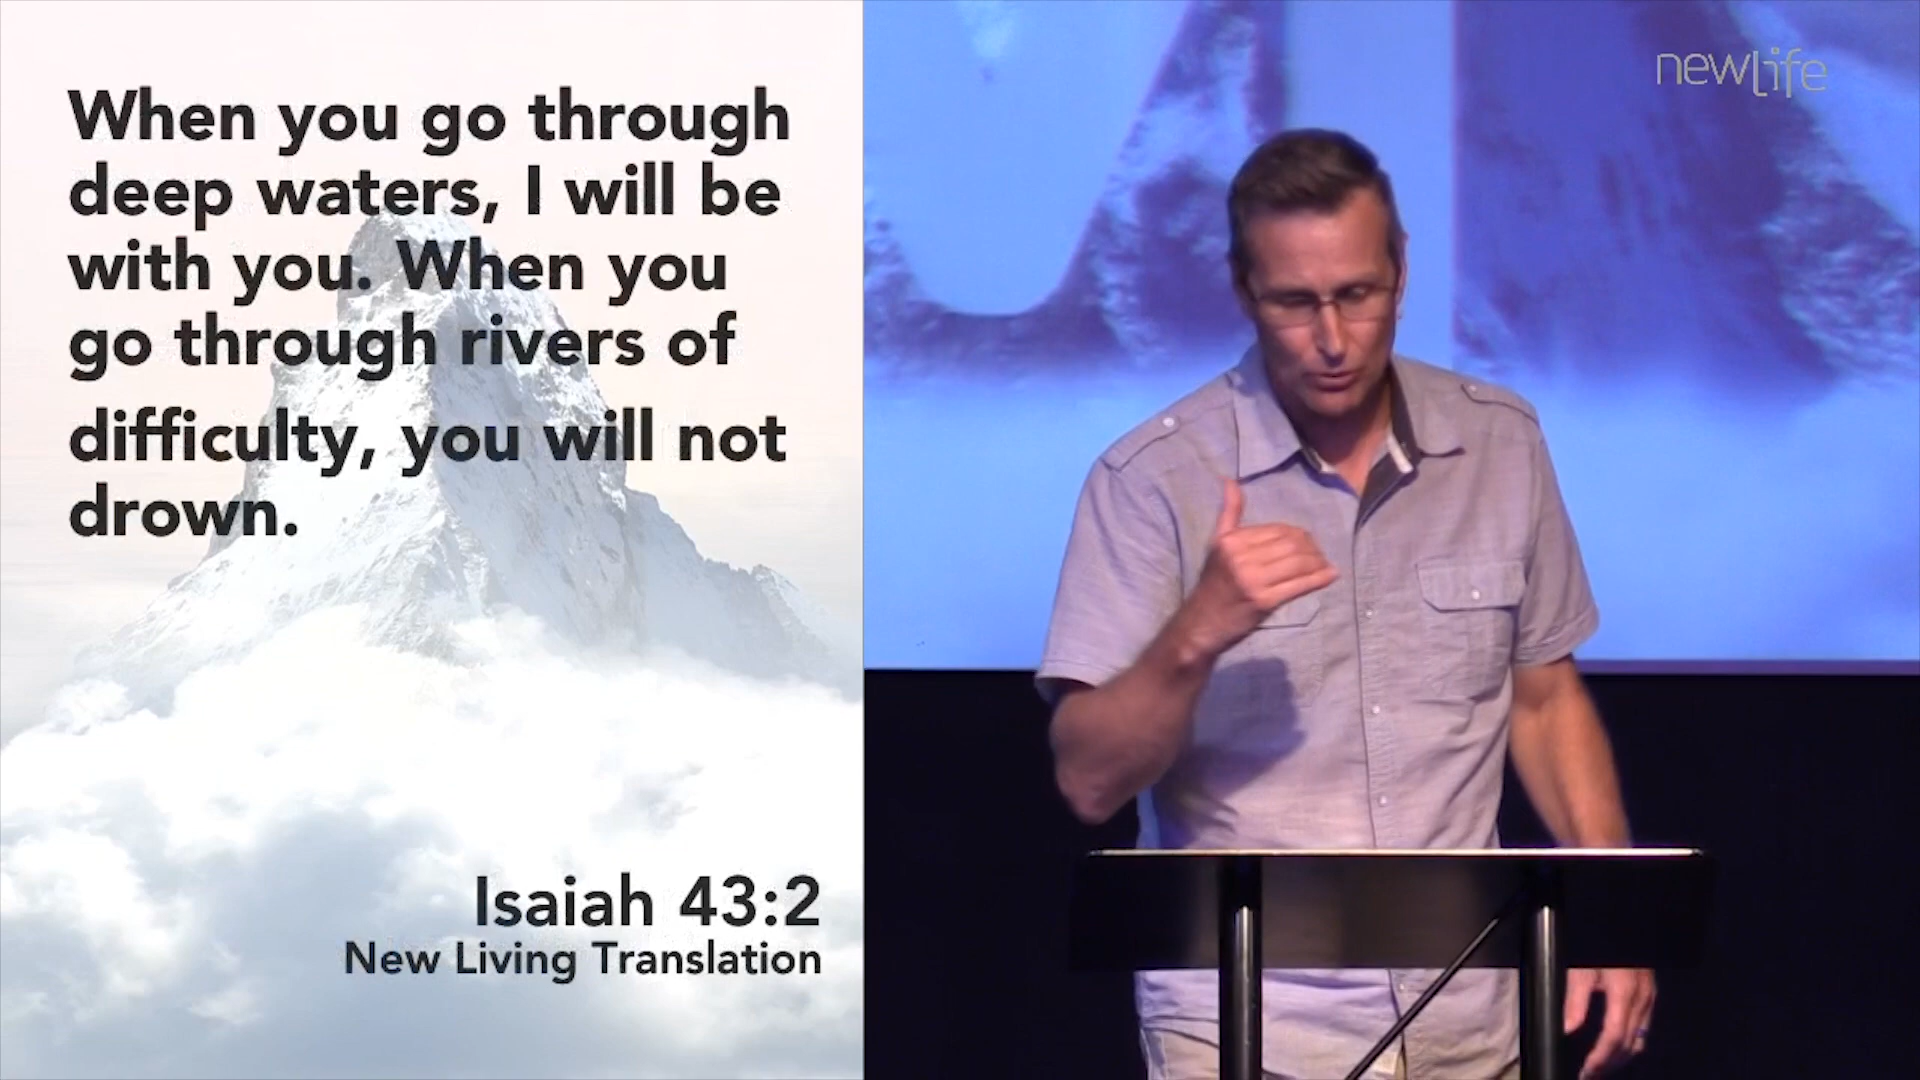 When you go through
deep waters, I will be
with you. When you
go through rivers of
difficulty, you will not
drown.
Isaiah 43:2
New Living Translation
newlife